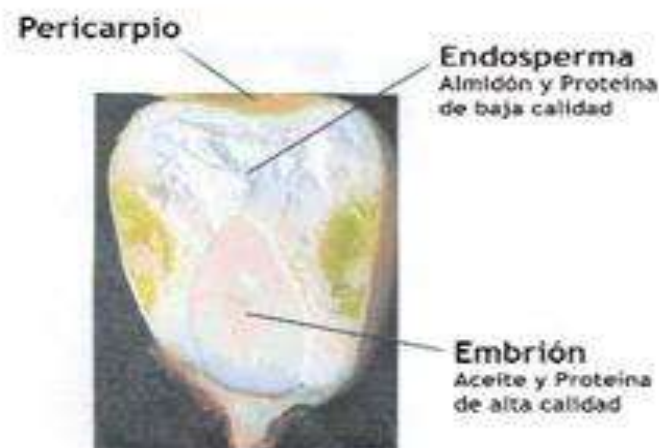 Pericarpio
Endosperma
Almidón y Proteina
de baja calidad
Embrión
Aceite y Proteina
de alta calidad